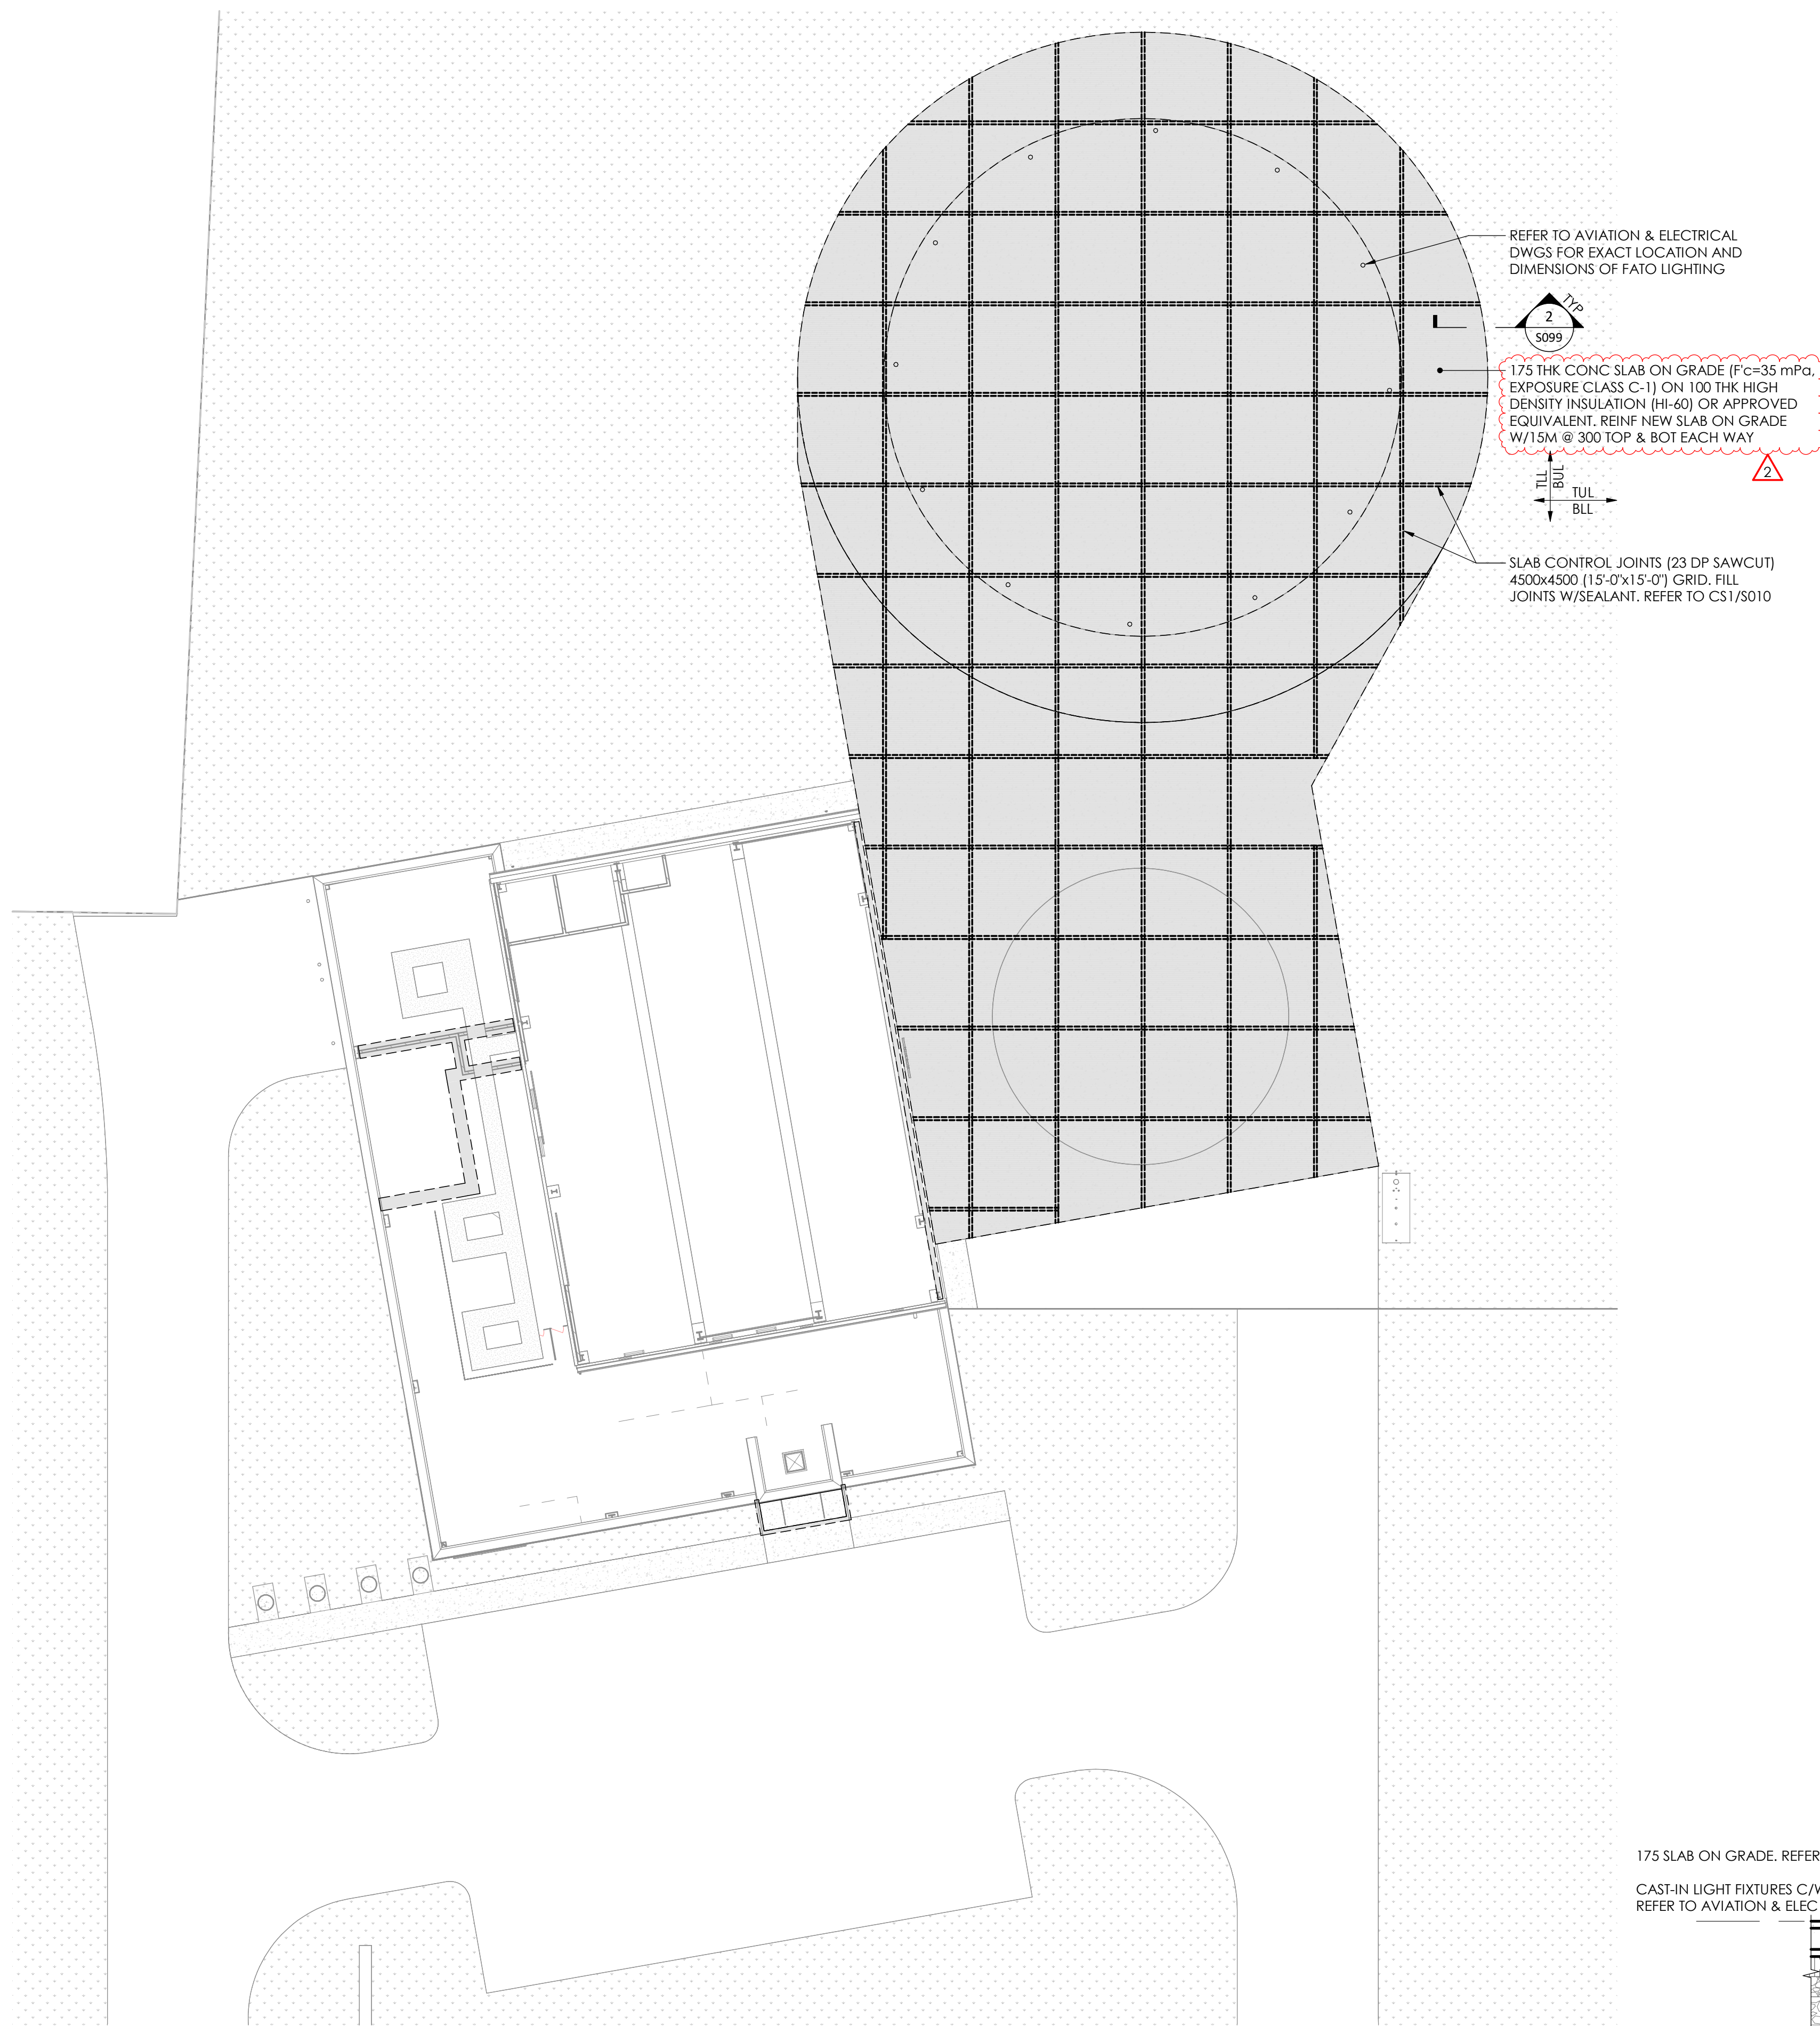 REFER TO AVIATION & ELECTRICAL
DWGS FOR EXACT LOCATION AND
DIMENSIONS OF FATO LIGHTING
TYP
2
S099
175 THK CONC SLAB ON GRADE (F'c=35 mPa,
EXPOSURE CLASS C-1) ON 100 THK HIGH
DENSITY INSULATION (HI-60) OR APPROVED
EQUIVALENT. REINF NEW SLAB ON GRADE
W/15M @ 300 TOP & BOT EACH WAY
2
TLL
BUL
TUL
BLL
SLAB CONTROL JOINTS (23 DP SAWCUT)
4500x4500 (15'-0"x15'-0") GRID. FILL
JOINTS W/SEALANT. REFER TO CS1/S010
175 SLAB ON GRADE. REFER
CAST-IN LIGHT FIXTURES C/W
REFER TO AVIATION & ELEC